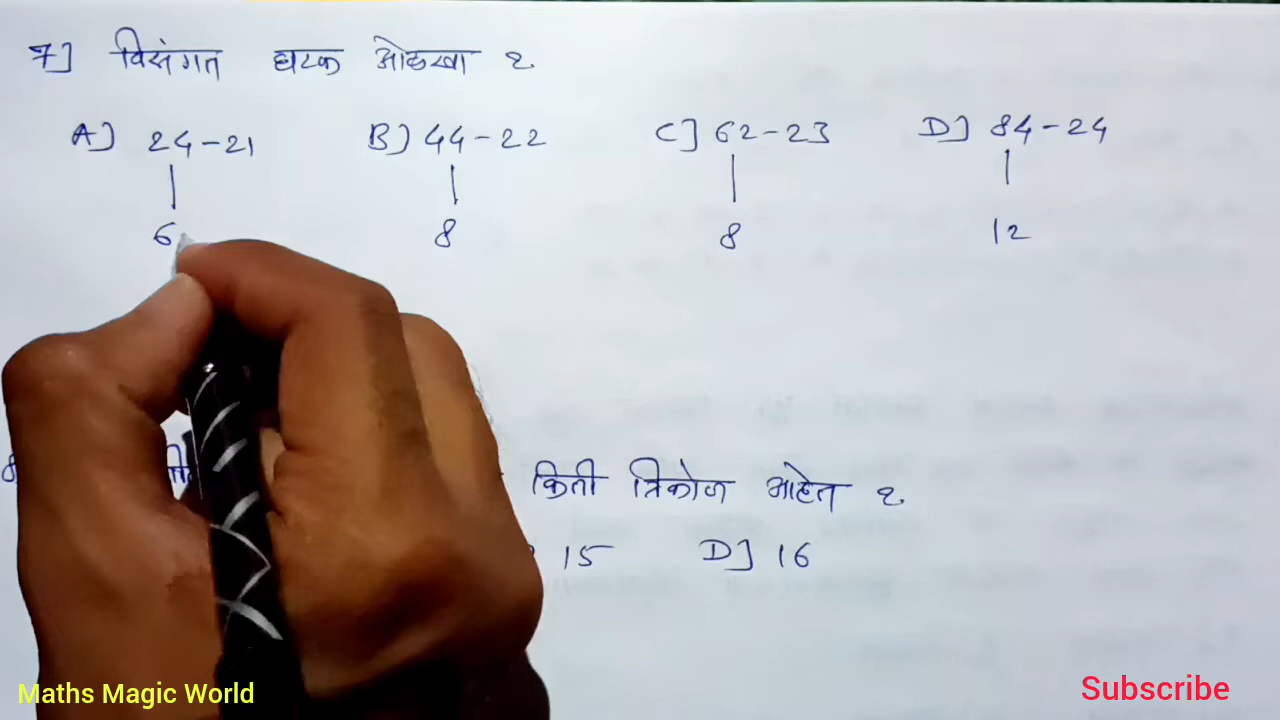 7] विसंगत घटक ओळखा ?
A] 24-21 B] 44-22 C] 62-23 D] 84-24
6 8 8 12
किती त्रिकोण आहेत ?
15 D] 16
Maths Magic World
Subscribe